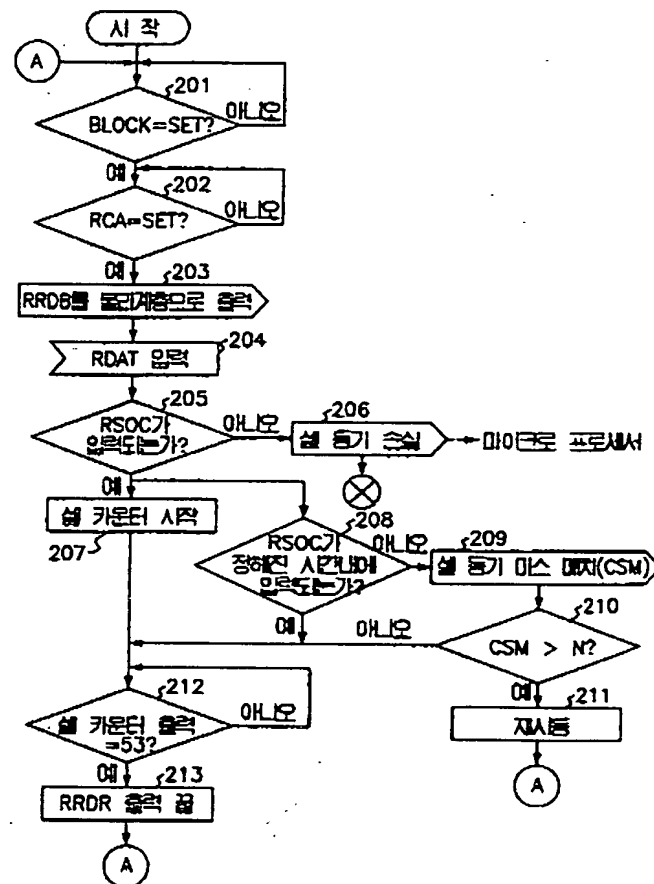 시 작
A
201
BLOCK=SET?
아니오
예
202
RCA=SET?
아니오
예
203
RRDB를 물리계층으로 출력
204
RDAT 입력
205
RSOC가
입력되는가?
아니오
206
셀 동기 손실
마이크로 프로세서
예
셀 카운터 시작
207
208
RSOC가
정해진 시간내에
입력되는가?
아니오
209
셀 동기 미스 매치(CSM)
예
아니오
210
CSM > N?
예
211
재시동
A
212
셀 카운터 출력
=53?
아니오
예
213
RRDR 출력 끝
A